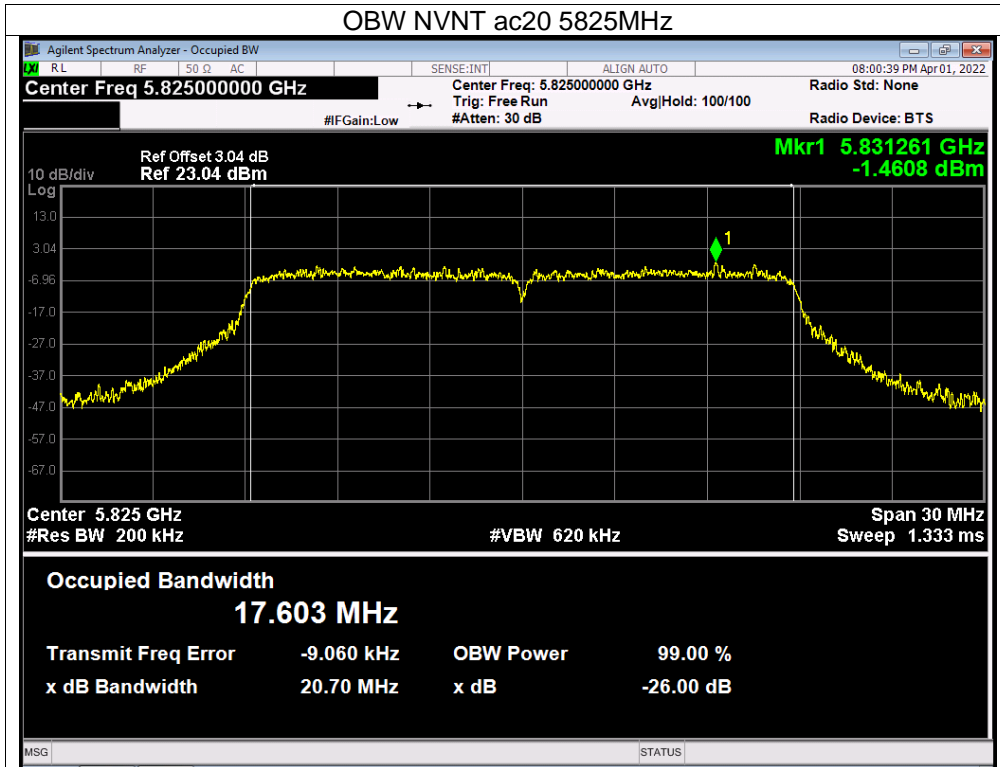 OBW NVNT ac20 5825MHz
Agilent Spectrum Analyzer - Occupied BW
LXI RL RF 50 Ω AC SENSE:INT ALIGN AUTO 08:00:39 PM Apr 01, 2022
Center Freq 5.825000000 GHz Center Freq: 5.825000000 GHz Radio Std: None
Trig: Free Run Avg|Hold: 100/100
#IFGain:Low #Atten: 30 dB Radio Device: BTS
Ref Offset 3.04 dB Mkr1 5.831261 GHz
10 dB/div Ref 23.04 dBm -1.4608 dBm
Log
13.0
1
3.04
-6.96
-17.0
-27.0
-37.0
-47.0
-57.0
-67.0
Center 5.825 GHz Span 30 MHz
#Res BW 200 kHz #VBW 620 kHz Sweep 1.333 ms
Occupied Bandwidth
17.603 MHz
Transmit Freq Error -9.060 kHz OBW Power 99.00 %
x dB Bandwidth 20.70 MHz x dB -26.00 dB
MSG STATUS